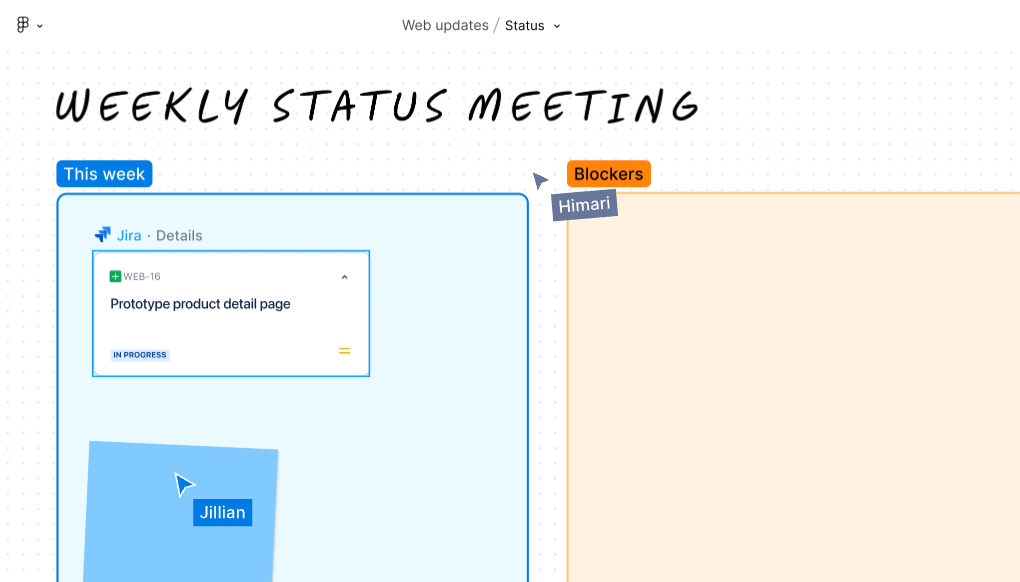 Web updates / Status
WEEKLY STATUS MEETING
This week
Blockers
Himari
Jira · Details
WEB-16
Prototype product detail page
IN PROGRESS
Jillian